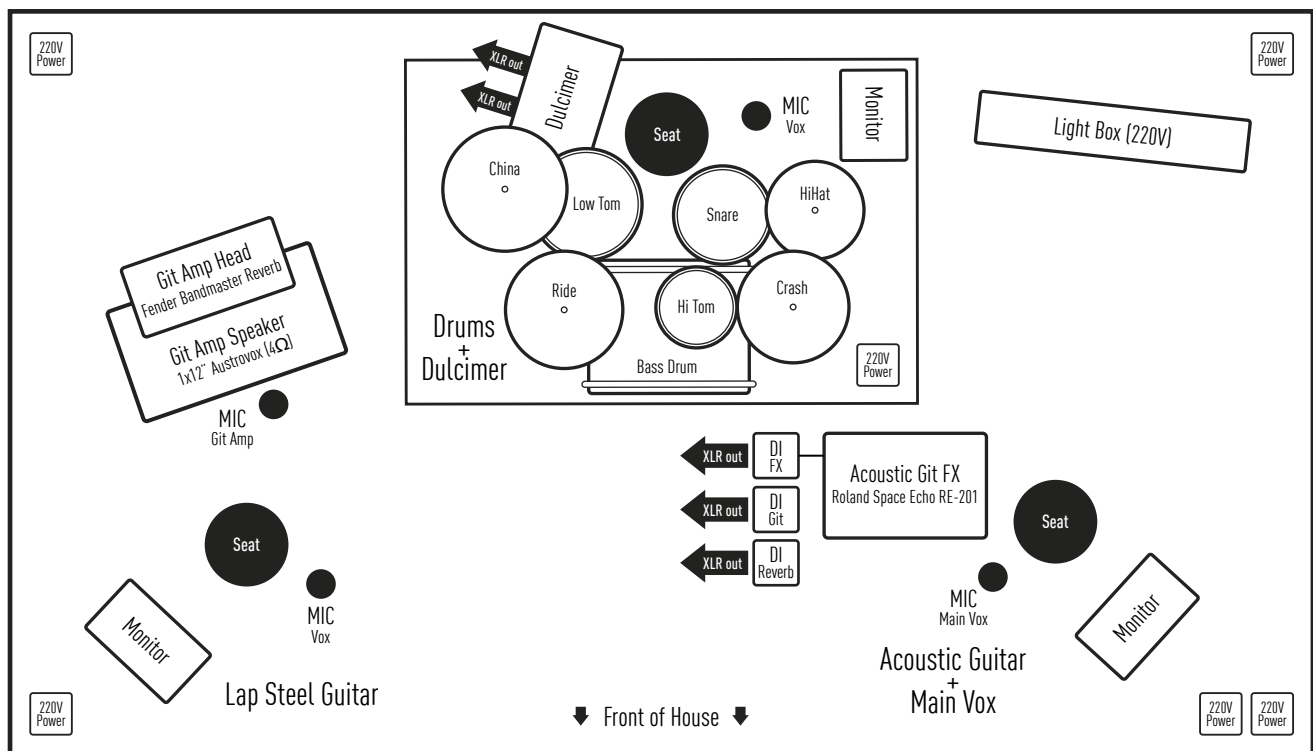 220V
Power
XLR out
XLR out
Dulcimer
Seat
MIC
Vox
Monitor
220V
Power
Light Box (220V)
China
Low Tom
Snare
HiHat
Git Amp Head
Fender Bandmaster Reverb
Git Amp Speaker
1x12" Austrovox (4Ω)
MIC
Git Amp
Ride
Hi Tom
Crash
Drums
+
Dulcimer
Bass Drum
220V
Power
XLR out
DI
FX
XLR out
DI
Git
XLR out
DI
Reverb
Acoustic Git FX
Roland Space Echo RE-201
Seat
Seat
MIC
Vox
Monitor
Lap Steel Guitar
MIC
Main Vox
Monitor
Acoustic Guitar
+
Main Vox
220V
Power
Front of House
220V
Power
220V
Power